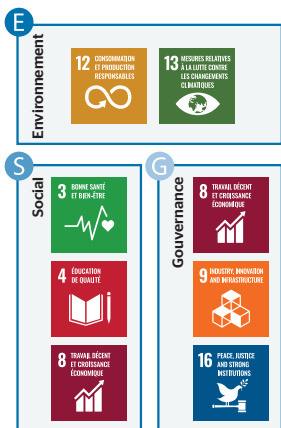 E
Environnement
12 CONSOMMATION
ET PRODUCTION
RESPONSABLES
13 MESURES RELATIVES
À LA LUTTE CONTRE
LES CHANGEMENTS
CLIMATIQUES
S
Social
3 BONNE SANTÉ
ET BIEN-ÊTRE
4 ÉDUCATION
DE QUALITÉ
8 TRAVAIL DÉCENT
ET CROISSANCE
ÉCONOMIQUE
G
Gouvernance
8 TRAVAIL DÉCENT
ET CROISSANCE
ÉCONOMIQUE
9 INDUSTRY, INNOVATION
AND INFRASTRUCTURE
16 PEACE, JUSTICE
AND STRONG
INSTITUTIONS